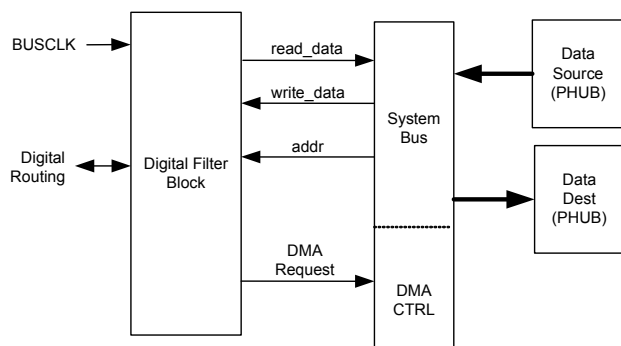 BUSCLK
Digital
Routing
Digital Filter
Block
read_data
write_data
addr
DMA
Request
System
Bus
DMA
CTRL
Data
Source
(PHUB)
Data
Dest
(PHUB)